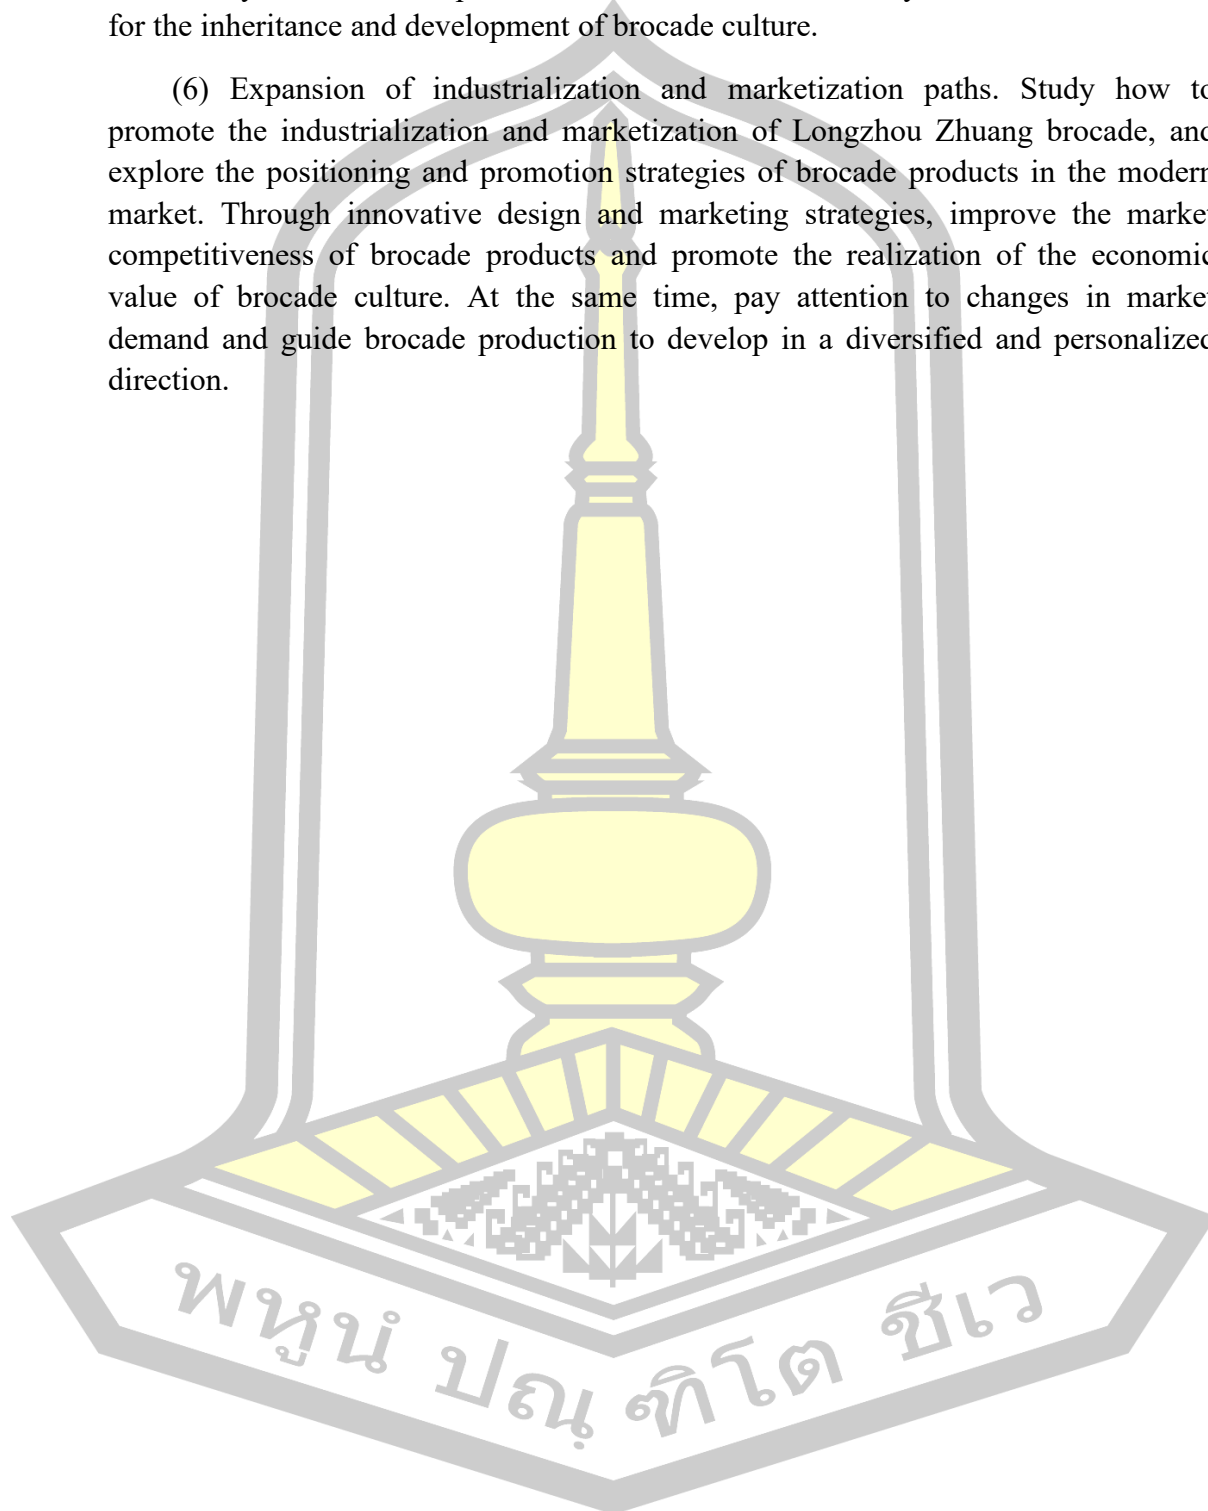 for the inheritance and development of brocade culture.
(6) Expansion of industrialization and marketization paths. Study how to
promote the industrialization and marketization of Longzhou Zhuang brocade, and
explore the positioning and promotion strategies of brocade products in the modern
market. Through innovative design and marketing strategies, improve the market
competitiveness of brocade products and promote the realization of the economic
value of brocade culture. At the same time, pay attention to changes in market
demand and guide brocade production to develop in a diversified and personalized
direction.
พหูนํ ปณฺฑิโต ชีเว